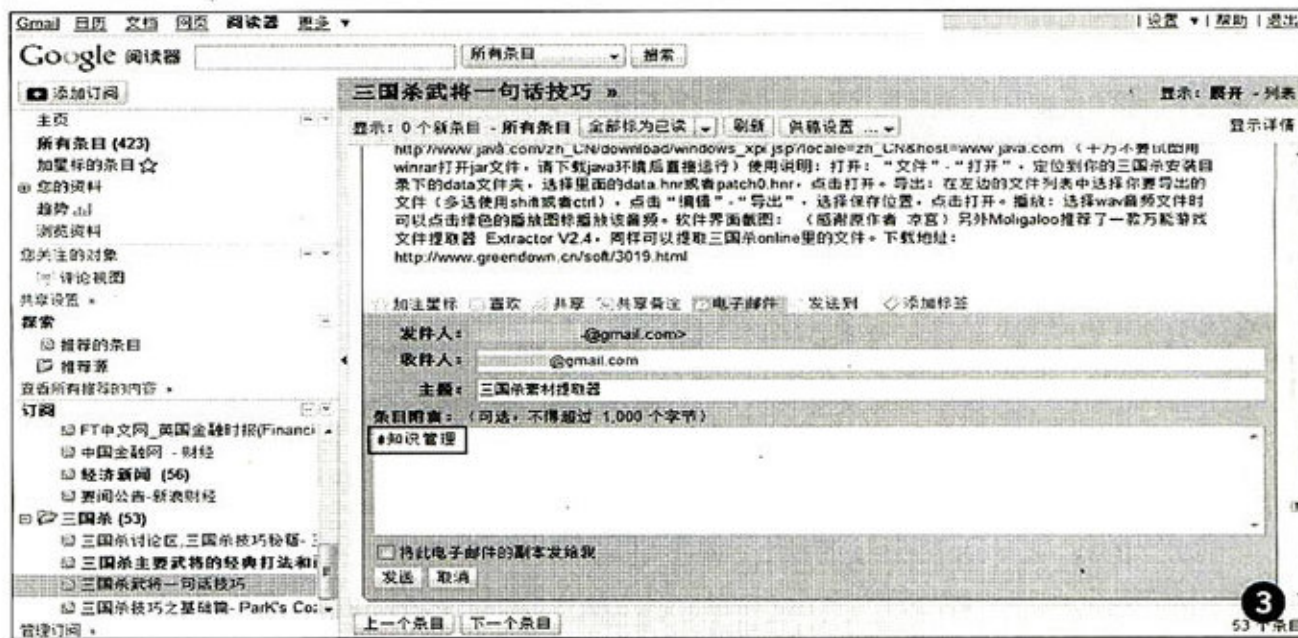 Gmail 日历 文档 网页 阅读器 更多 ▼
设置 ▼ | 帮助 | 退出
Google 阅读器
所有条目
搜索
添加订阅
主页
所有条目 (423)
加星标的条目
您的资料
趋势
浏览资料
您关注的对象
评论视图
共享设置 »
探索
推荐的条目
推荐源
查看所有推荐的内容 »
订阅
FT中文网_英国金融时报(Financi
中国金融网 - 财经
经济新闻 (56)
要闻公告-新浪财经
三国杀 (53)
三国杀讨论区,三国杀技巧秘籍- 三
三国杀主要武将的经典打法和
三国杀武将一句话技巧
三国杀技巧之基础篇- ParK's Co
管理订阅 »
三国杀武将一句话技巧 »
显示: 展开 - 列表
显示: 0 个新条目 - 所有条目 全部标为已读 刷新 供稿设置 ...
显示详情
http://www.java.com/zh_CN/download/windows_xpi.jsp?locale=zh_CN&host=www.java.com (千万不要试图用
winrar打开jar文件,请下载java环境后直接运行)使用说明:打开:“文件”-“打开”,定位到你的三国杀安装目
录下的data文件夹,选择里面的data.hnr或者patch0.hnr,点击打开。导出:在左边的文件列表中选择你要导出的
文件(多选使用shift或者ctrl),点击“编辑”-“导出”,选择保存位置,点击打开。播放:选择wav音频文件时
可以点击绿色的播放图标播放该音频。软件界面截图: (感谢原作者 凉宫)另外Moligaloo推荐了一款万能游戏
文件提取器 Extractor V2.4,同样可以提取三国杀online里的文件。下载地址:
http://www.greendown.cn/soft/3019.html
加注星标 喜欢 共享 共享备注 电子邮件 发送到 添加标签
发件人: @gmail.com>
收件人: @gmail.com
主题: 三国杀素材提取器
条目附言: (可选,不得超过 1,000 个字节)
#知识管理
将此电子邮件的副本发给我
发送 取消
上一个条目 下一个条目
53 个条目
3